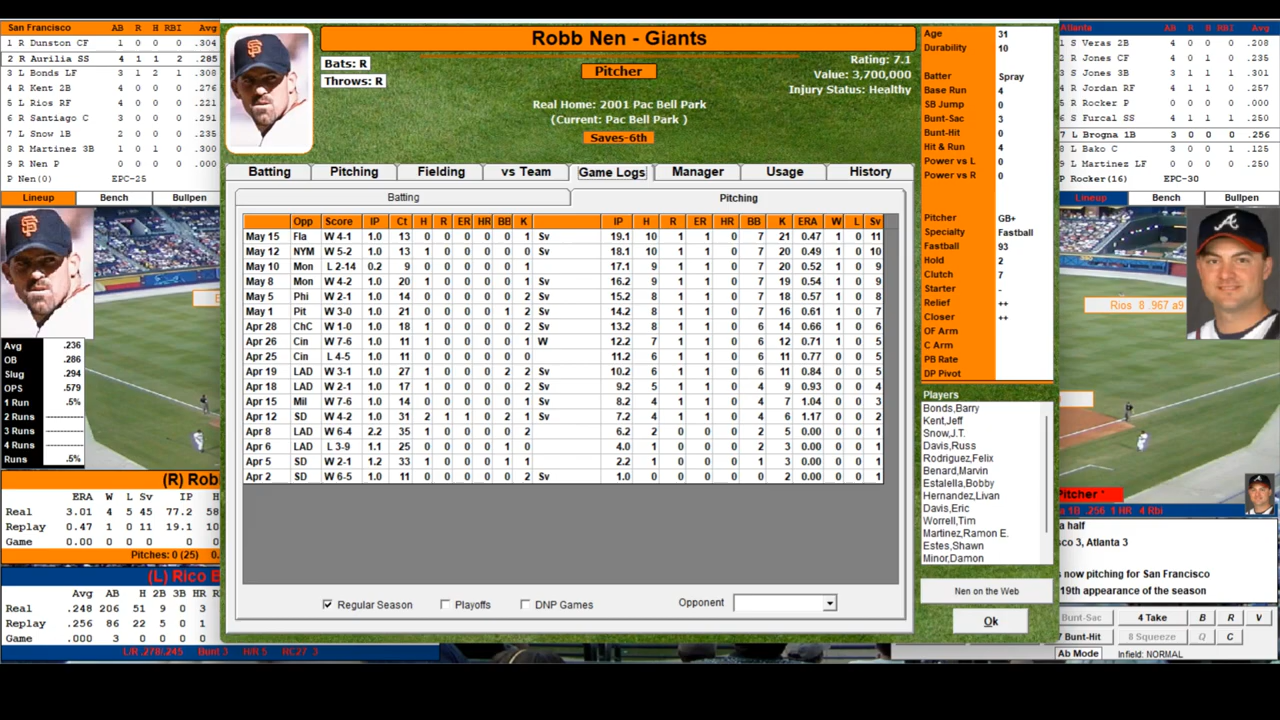 San Francisco AB R H RBI Avg
1 R Dunston CF 1 0 0 0 .304
2 R Aurilia SS 4 1 1 2 .285
3 L Bonds LF 3 1 2 1 .308
4 R Kent 2B 4 0 0 0 .276
5 L Rios RF 4 0 0 0 .221
6 R Santiago C 3 1 1 0 .291
7 L Snow 1B 2 0 0 0 .235
8 R Martinez 3B 1 0 1 0 .300
9 R Nen P 0 0 0 0 .000
P Nen(0) EPC-25
Lineup Bench Bullpen
Avg .236
OB .286
Slug .294
OPS .579
1 Run .5%
2 Runs
3 Runs
4 Runs
Runs .5%
(R) Rob
ERA W L Sv IP H
Real 3.01 4 5 45 77.2 58
Replay 0.47 1 0 11 19.1 10
Game 0.00 0 0 0 0 0
Pitches: 0 (25)
(L) Rico B
Avg AB H 2B 3B HR
Real .248 206 51 9 0 3
Replay .256 86 22 5 0 1
Game .000 3 0 0 0 0
L/R .278/.245 Bunt 3 H/R 5 RC27 3
Robb Nen - Giants
Bats: R
Throws: R
Pitcher
Rating: 7.1
Value: 3,700,000
Injury Status: Healthy
Real Home: 2001 Pac Bell Park
(Current: Pac Bell Park )
Saves-6th
Batting Pitching Fielding vs Team Game Logs Manager Usage History
Batting Pitching
Opp Score IP Ct H R ER HR BB K IP H R ER HR BB K ERA W L Sv
May 15 Fla W 4-1 1.0 13 0 0 0 0 0 1 Sv 19.1 10 1 1 0 7 21 0.47 1 0 11
May 12 NYM W 5-2 1.0 13 1 0 0 0 0 0 Sv 18.1 10 1 1 0 7 20 0.49 1 0 10
May 10 Mon L 2-14 0.2 9 0 0 0 0 0 1 17.1 9 1 1 0 7 20 0.52 1 0 9
May 8 Mon W 4-2 1.0 20 1 0 0 0 0 1 Sv 16.2 9 1 1 0 7 19 0.54 1 0 9
May 5 Phi W 2-1 1.0 14 0 0 0 0 0 2 Sv 15.2 8 1 1 0 7 18 0.57 1 0 8
May 1 Pit W 3-0 1.0 21 0 0 0 0 1 2 Sv 14.2 8 1 1 0 7 16 0.61 1 0 7
Apr 28 ChC W 1-0 1.0 18 1 0 0 0 0 2 Sv 13.2 8 1 1 0 6 14 0.66 1 0 6
Apr 26 Cin W 7-6 1.0 11 1 0 0 0 0 1 W 12.2 7 1 1 0 6 12 0.71 1 0 5
Apr 25 Cin L 4-5 1.0 11 0 0 0 0 0 0 11.2 6 1 1 0 6 11 0.77 0 0 5
Apr 19 LAD W 3-1 1.0 27 1 0 0 0 2 2 Sv 10.2 6 1 1 0 6 11 0.84 0 0 5
Apr 18 LAD W 2-1 1.0 17 1 0 0 0 0 2 Sv 9.2 5 1 1 0 4 9 0.93 0 0 4
Apr 15 Mil W 7-6 1.0 14 0 0 0 0 0 1 Sv 8.2 4 1 1 0 4 7 1.04 0 0 3
Apr 12 SD W 4-2 1.0 31 2 1 1 0 2 1 Sv 7.2 4 1 1 0 4 6 1.17 0 0 2
Apr 8 LAD W 6-4 2.2 35 1 0 0 0 0 2 6.2 2 0 0 0 2 5 0.00 0 0 1
Apr 6 LAD L 3-9 1.1 25 0 0 0 0 1 0 4.0 1 0 0 0 2 3 0.00 0 0 1
Apr 5 SD W 2-1 1.2 33 1 0 0 0 1 1 2.2 1 0 0 0 1 3 0.00 0 0 1
Apr 2 SD W 6-5 1.0 11 0 0 0 0 0 2 Sv 1.0 0 0 0 0 0 2 0.00 0 0 1
Regular Season Playoffs DNP Games Opponent
Age 31
Durability 10
Batter Spray
Base Run 4
SB Jump 0
Bunt-Sac 3
Bunt-Hit 0
Hit & Run 4
Power vs L 0
Power vs R 0
Pitcher GB+
Specialty Fastball
Fastball 93
Hold 2
Clutch 7
Starter -
Relief ++
Closer ++
OF Arm
C Arm
PB Rate
DP Pivot
Players
Bonds,Barry
Kent,Jeff
Snow,J.T.
Davis,Russ
Rodriguez,Felix
Benard,Marvin
Estalella,Bobby
Hernandez,Livan
Davis,Eric
Worrell,Tim
Martinez,Ramon E.
Estes,Shawn
Minor,Damon
Nen on the Web
Ok
Atlanta AB R H RBI Avg
1 S Veras 2B 4 0 0 0 .208
2 R Jones CF 4 0 0 0 .235
3 S Jones 3B 4 1 1 1 .301
4 R Jordan RF 4 1 1 0 .257
5 R Rocker P 0 0 0 0 .000
6 S Furcal SS 4 1 1 0 .250
7 L Brogna 1B 3 0 0 0 .256
8 L Bako C 3 0 1 0 .125
9 L Martinez LF 4 0 0 0 .250
P Rocker(16) EPC-30
Lineup Bench Bullpen
Rios 8 .967 a9
Pitcher *
a 1B .256 1 HR 4 Rbi
a half
co 3, Atlanta 3
now pitching for San Francisco
19th appearance of the season
Bunt-Sac 4 Take B R V
7 Bunt-Hit 8 Squeeze Q C
Ab Mode Infield: NORMAL